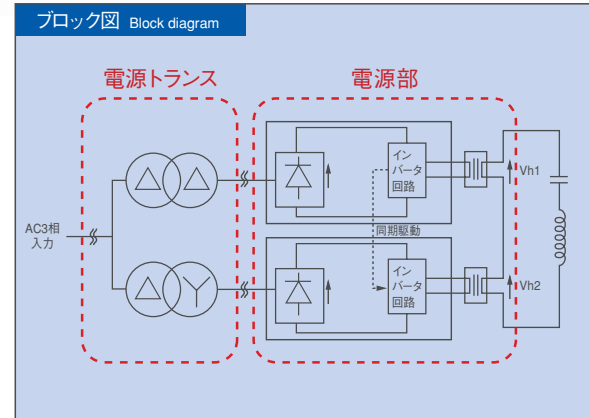 ブロック図 Block diagram
電源トランス
電源部
イン
バータ
回路
Vh1
AC3相
入力
同期駆動
イン
バータ
回路
Vh2